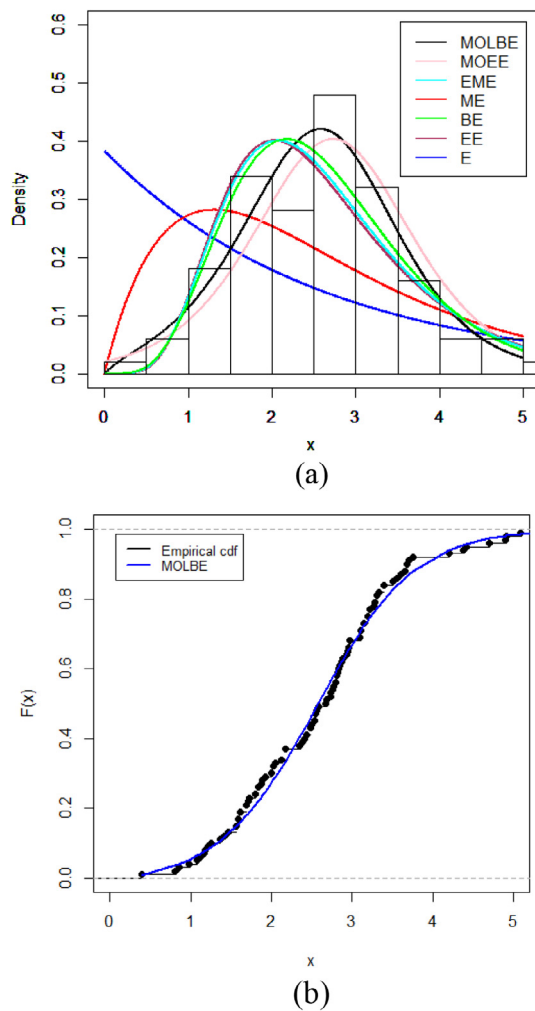 0.6
0.5
0.4
0.3
0.2
0.1
0.0
Density
MOLBE
MOEE
EME
ME
BE
EE
E
0 1 2 3 4 5
x
(a)
1.0
0.8
0.6
0.4
0.2
0.0
F(x)
Empirical cdf
MOLBE
0 1 2 3 4 5
x
(b)